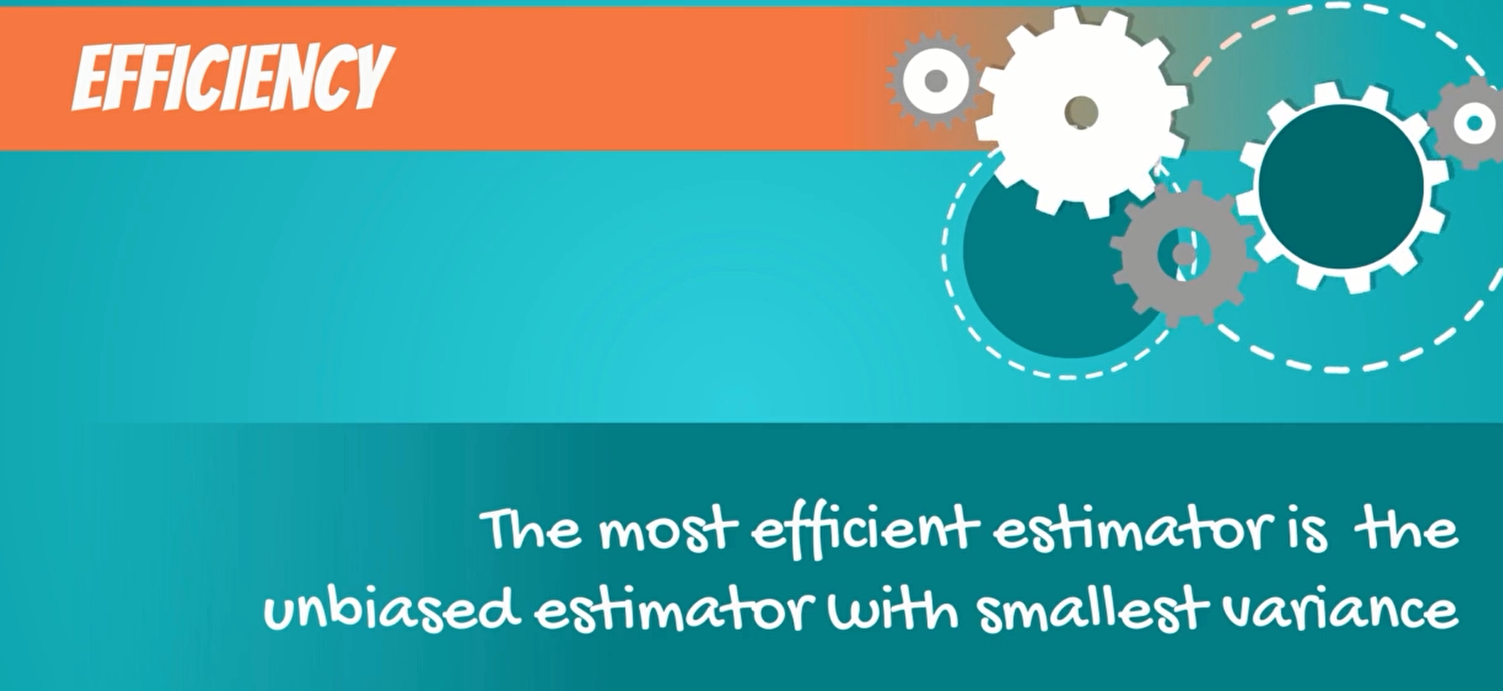 EFFICIENCY
The most efficient estimator is the
unbiased estimator with smallest variance